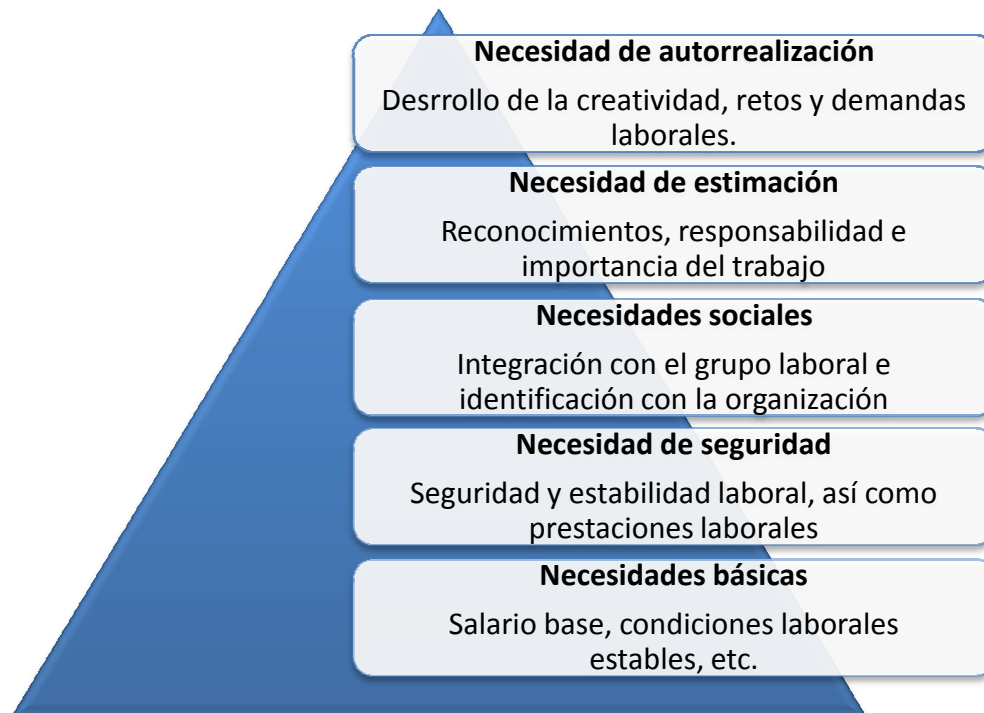 Necesidad de autorrealización
Desrrollo de la creatividad, retos y demandas
laborales.
Necesidad de estimación
Reconocimientos, responsabilidad e
importancia del trabajo
Necesidades sociales
Integración con el grupo laboral e
identificación con la organización
Necesidad de seguridad
Seguridad y estabilidad laboral, así como
prestaciones laborales
Necesidades básicas
Salario base, condiciones laborales
estables, etc.